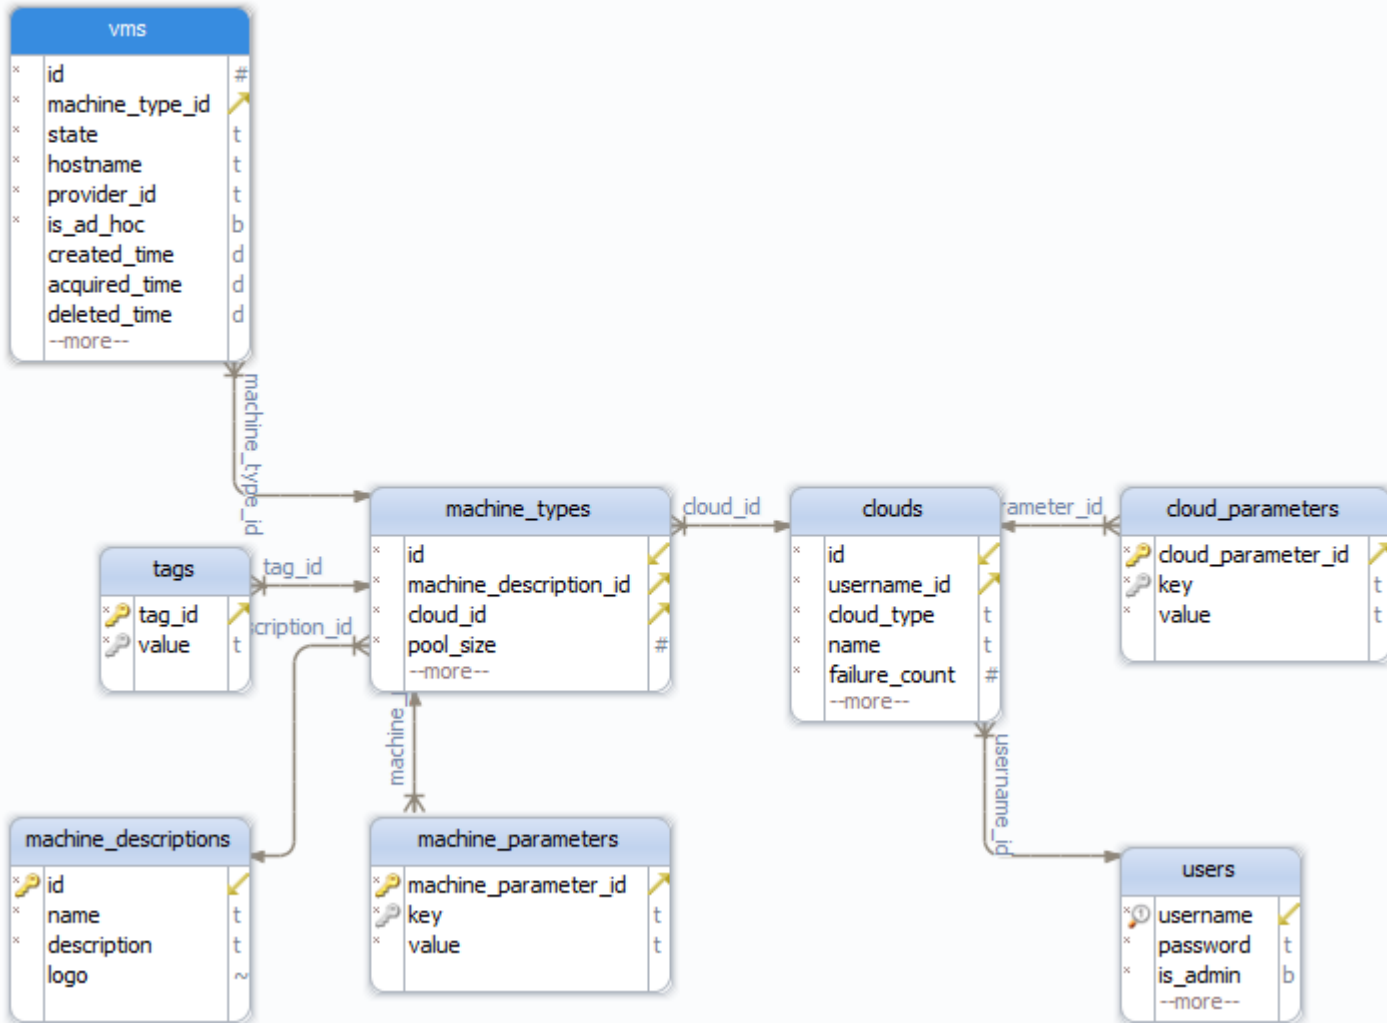 vms
id #
machine_type_id
state t
hostname t
provider_id t
is_ad_hoc b
created_time d
acquired_time d
deleted_time d
--more--
machine_type_id
machine_types
id
machine_description_id
cloud_id
pool_size #
--more--
cloud_id
clouds
id
username_id
cloud_type t
name t
failure_count #
--more--
rameter_id
cloud_parameters
cloud_parameter_id
key t
value t
tags
tag_id
value t
tag_id
scription_id
machine_
username_id
machine_descriptions
id
name t
description t
logo ~
machine_parameters
machine_parameter_id
key t
value t
users
username
password t
is_admin b
--more--